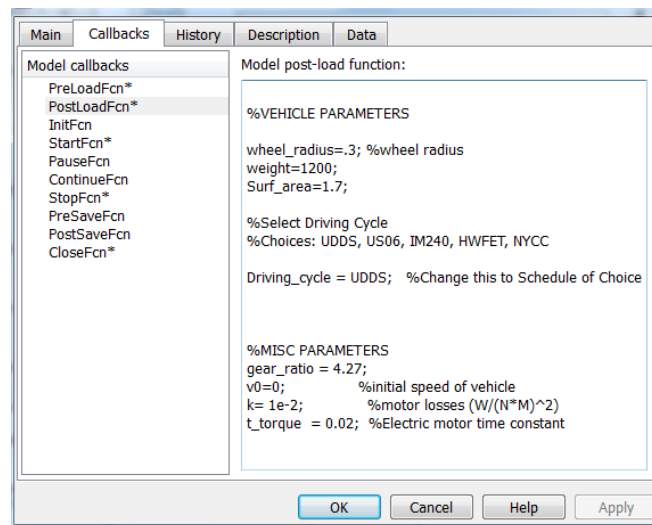 Main Callbacks History Description Data
Model callbacks
PreLoadFcn*
PostLoadFcn*
InitFcn
StartFcn*
PauseFcn
ContinueFcn
StopFcn*
PreSaveFcn
PostSaveFcn
CloseFcn*
Model post-load function:
%VEHICLE PARAMETERS
wheel_radius=.3; %wheel radius
weight=1200;
Surf_area=1.7;
%Select Driving Cycle
%Choices: UDDS, US06, IM240, HWFET, NYCC
Driving_cycle = UDDS; %Change this to Schedule of Choice
%MISC PARAMETERS
gear_ratio = 4.27;
v0=0; %initial speed of vehicle
k= 1e-2; %motor losses (W/(N*M)^2)
t_torque = 0.02; %Electric motor time constant
OK Cancel Help Apply